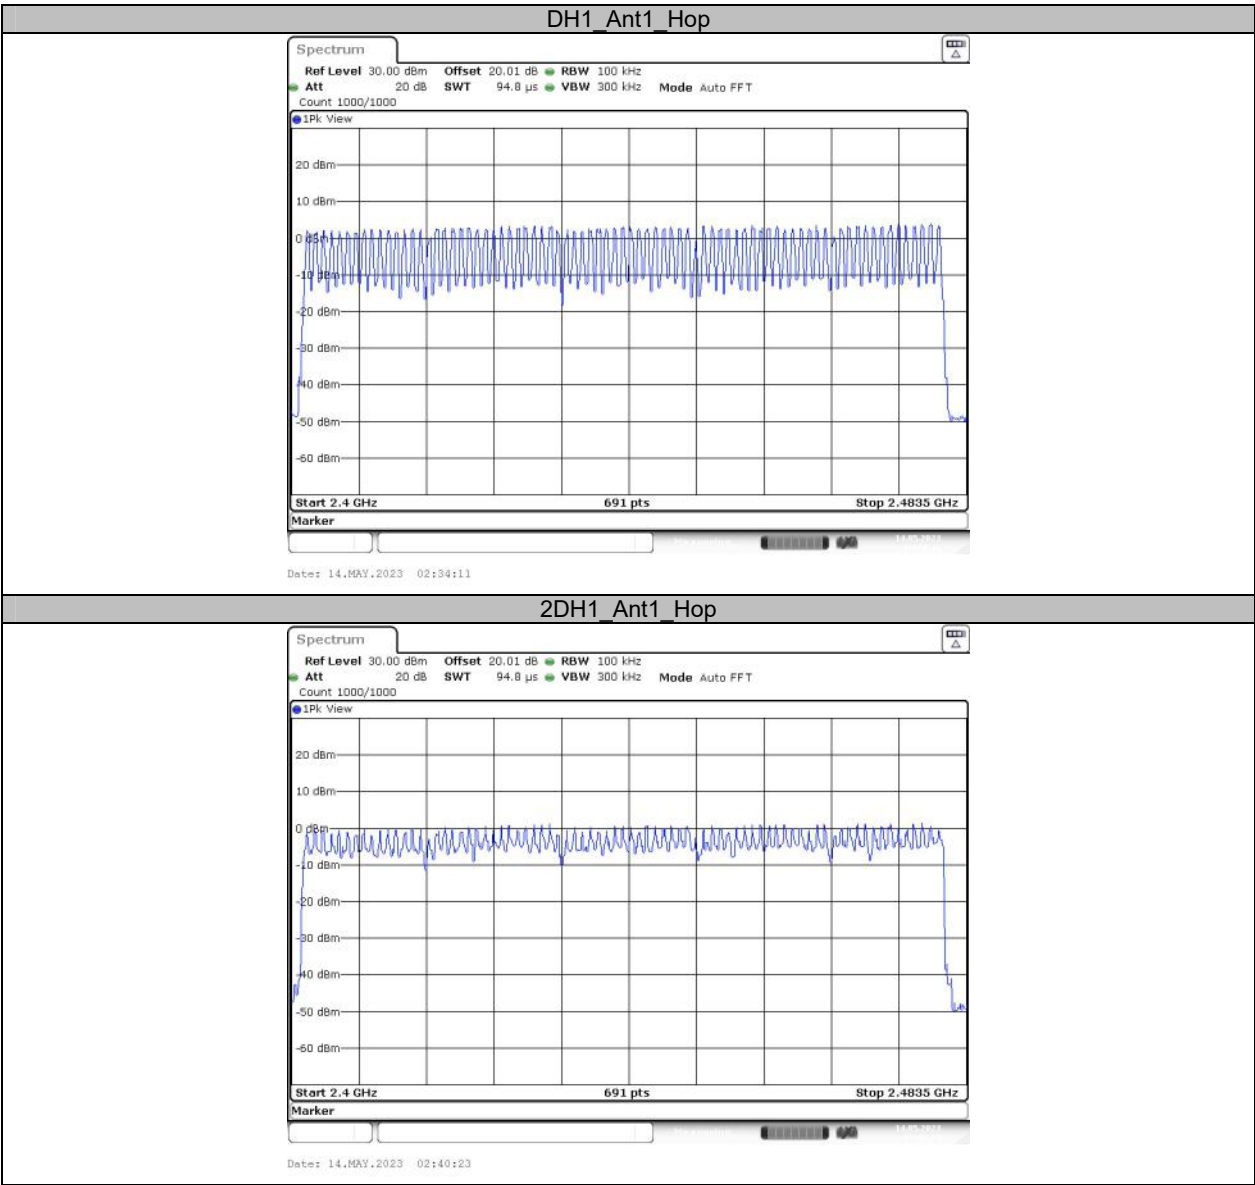 DH1_Ant1_Hop
Spectrum
Ref Level 30.00 dBm Offset 20.01 dB RBW 100 kHz
Att 20 dB SWT 94.8 µs VBW 300 kHz Mode Auto FFT
Count 1000/1000
1Pk View
20 dBm
10 dBm
0 dBm
-10 dBm
-20 dBm
-30 dBm
-40 dBm
-50 dBm
-60 dBm
Start 2.4 GHz 691 pts Stop 2.4835 GHz
Marker
Date: 14.MAY.2023 02:34:11
2DH1_Ant1_Hop
Spectrum
Ref Level 30.00 dBm Offset 20.01 dB RBW 100 kHz
Att 20 dB SWT 94.8 µs VBW 300 kHz Mode Auto FFT
Count 1000/1000
1Pk View
20 dBm
10 dBm
0 dBm
-10 dBm
-20 dBm
-30 dBm
-40 dBm
-50 dBm
-60 dBm
Start 2.4 GHz 691 pts Stop 2.4835 GHz
Marker
Date: 14.MAY.2023 02:40:23